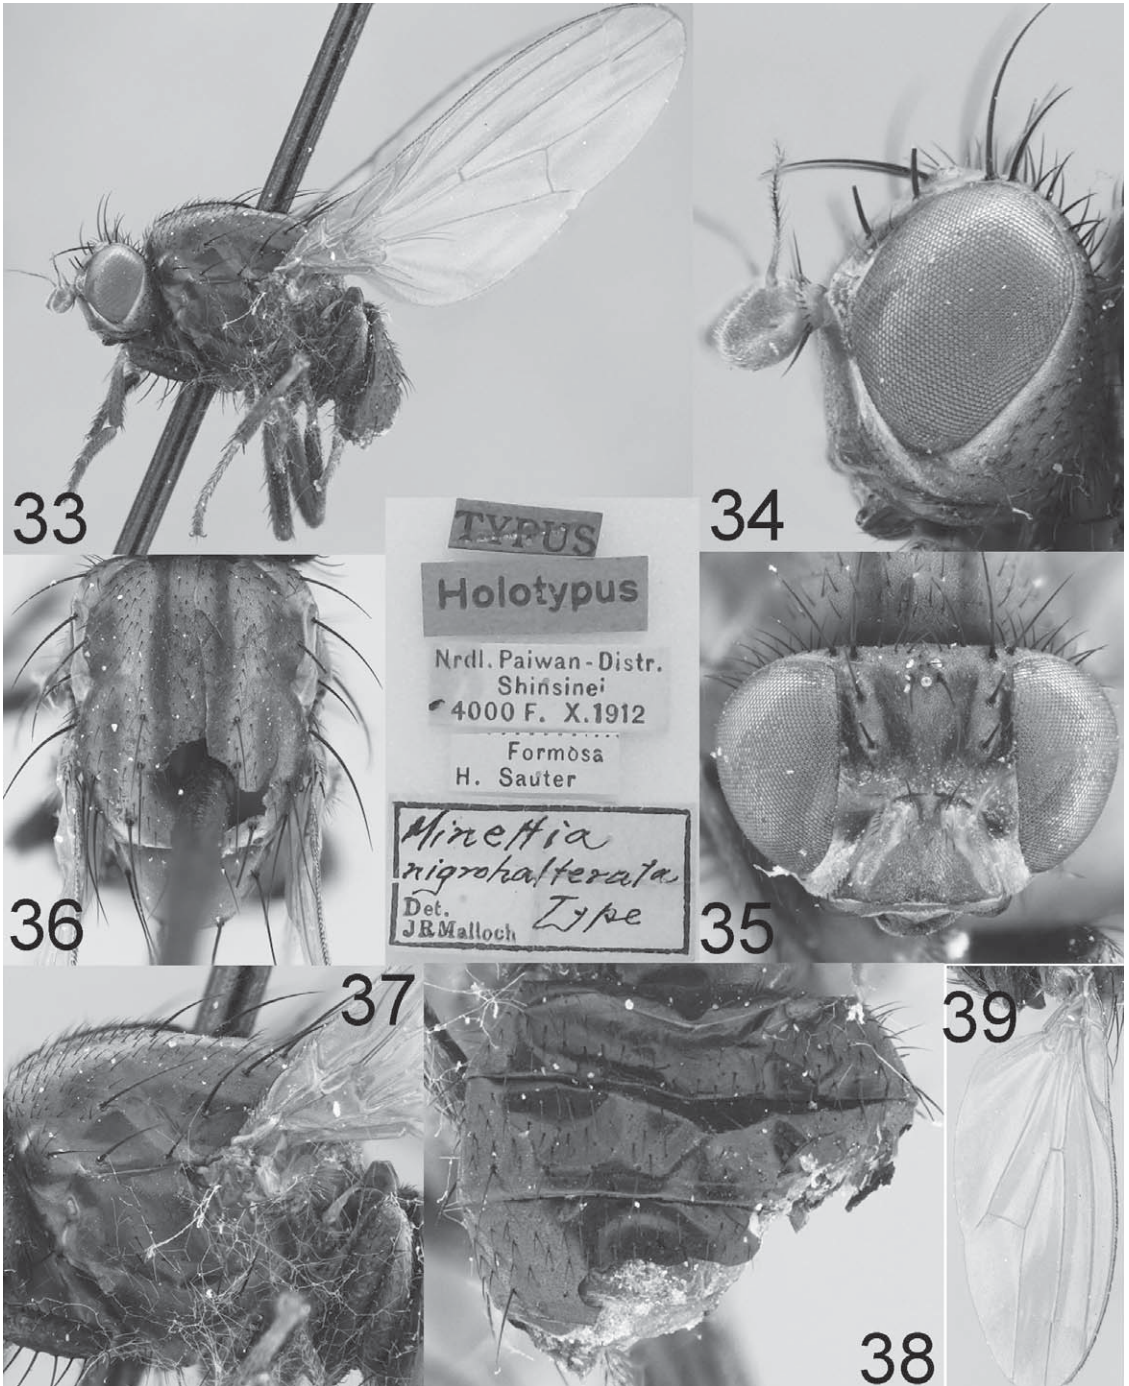 33
34
TYPUS
Holotypus
Nrdl. Paiwan-Distr.
Shinsinei
4000 F. X.1912
Formosa
H. Sauter
Minettia
nigrohalterata
Type
Det.
JRMalloch
36
35
37
39
38